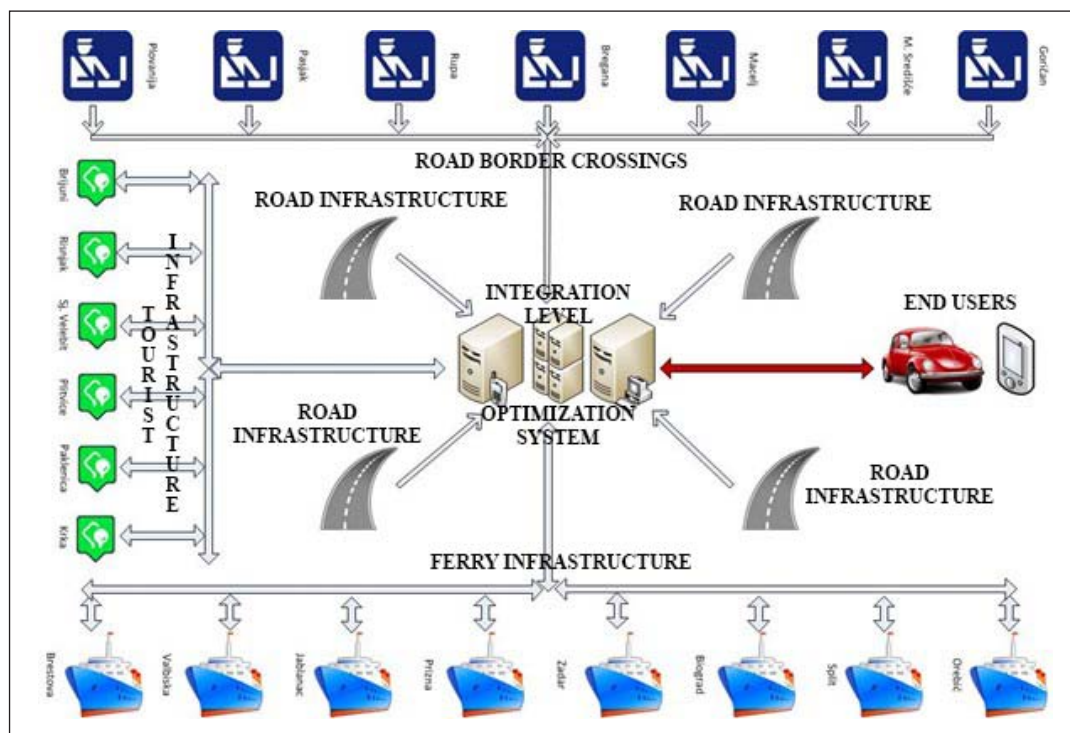 Plovanija
Pasjak
Rupa
Bregana
Macelj
M. Središće
Goričan
ROAD BORDER CROSSINGS
Brijuni
Risnjak
Sj. Velebit
Plitvice
Paklenica
Krka
TOURIST
INFRASTRUCTURE
ROAD INFRASTRUCTURE
ROAD INFRASTRUCTURE
INTEGRATION
LEVEL
OPTIMIZATION
SYSTEM
END USERS
ROAD
INFRASTRUCTURE
ROAD
INFRASTRUCTURE
FERRY INFRASTRUCTURE
Brestova
Valbiska
Jablanac
Prizna
Zadar
Biograd
Split
Orebić